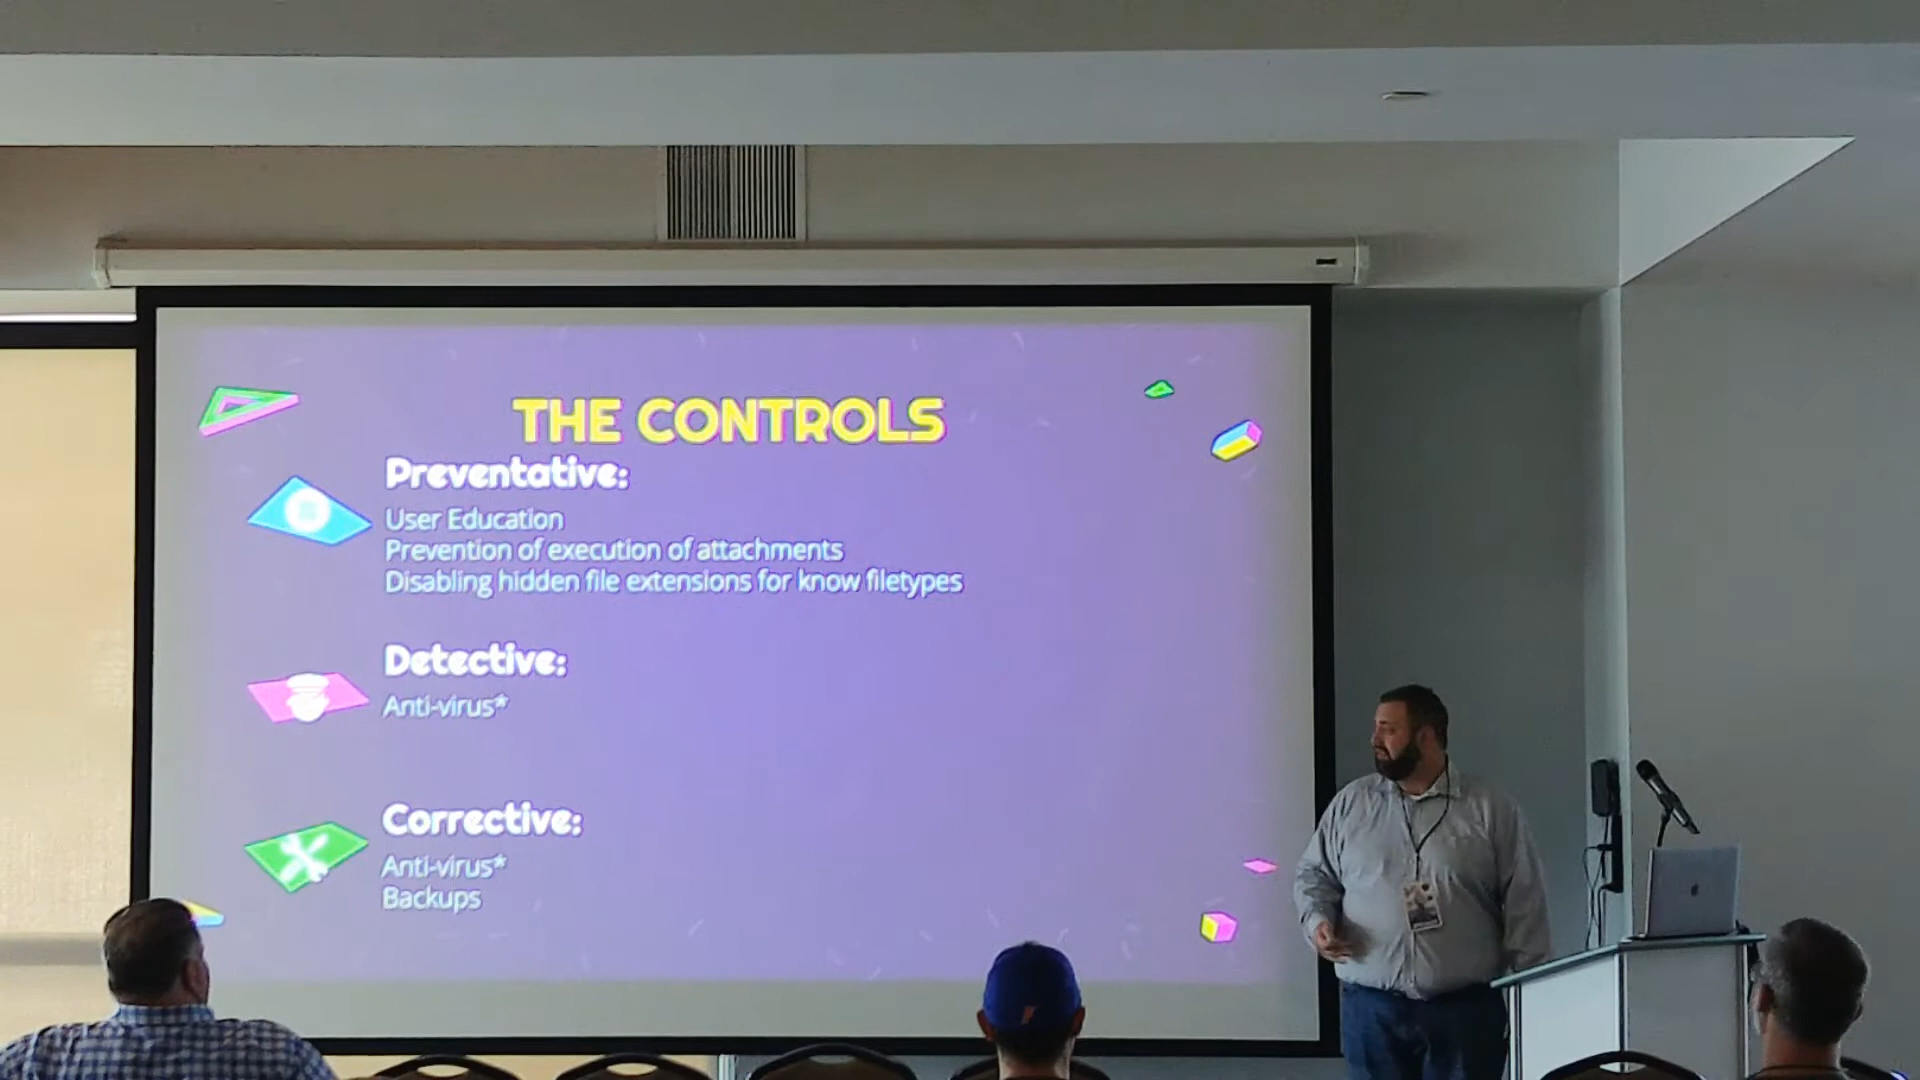 THE CONTROLS
Preventative:
User Education
Prevention of execution of attachments
Disabling hidden file extensions for know filetypes
Detective:
Anti-virus*
Corrective:
Anti-virus*
Backups